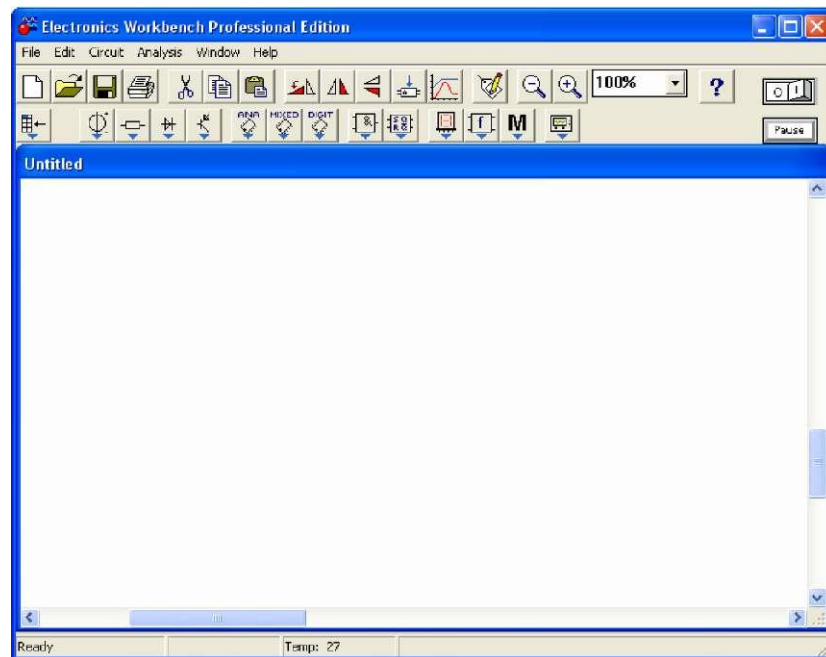 Electronics Workbench Professional Edition
File Edit Circuit Analysis Window Help
100% ?
O I
ANA MIXED DIGIT & M
Pause
Untitled
Ready Temp: 27